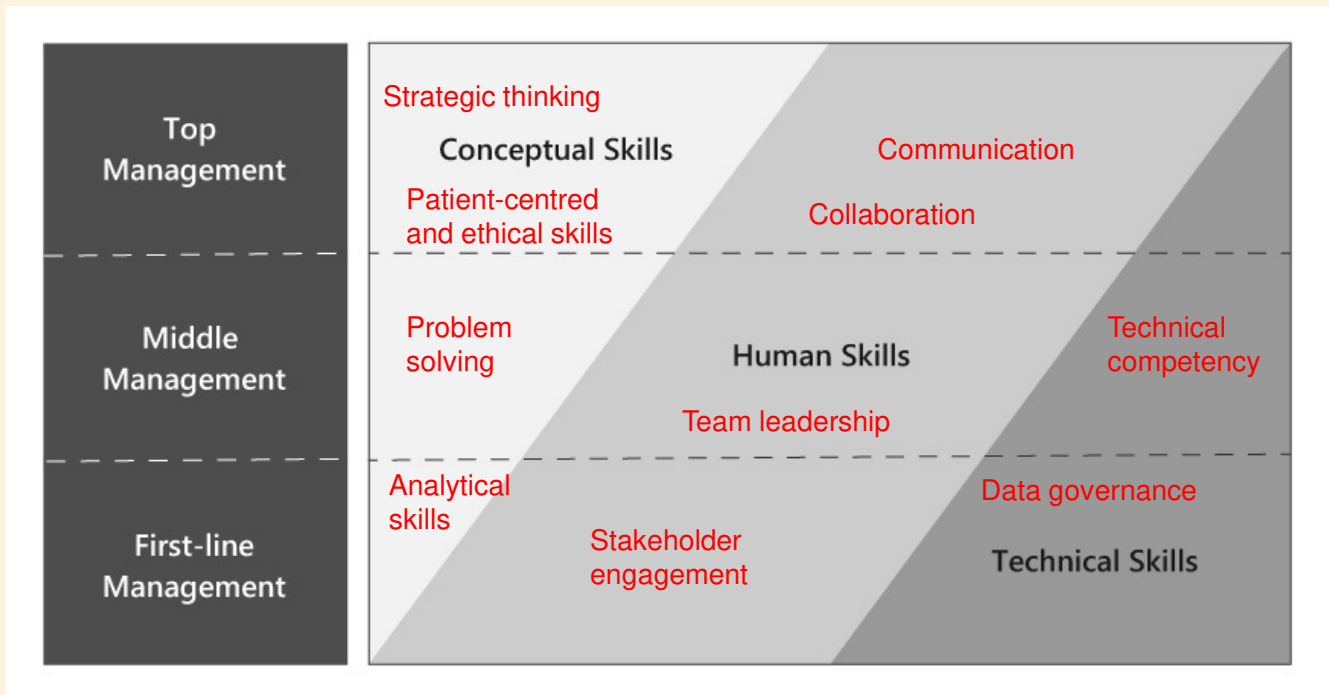 Top
Management
Strategic thinking
Conceptual Skills
Patient-centred
and ethical skills
Communication
Collaboration
Middle
Management
Problem
solving
Human Skills
Team leadership
Technical
competency
First-line
Management
Analytical
skills
Stakeholder
engagement
Data governance
Technical Skills